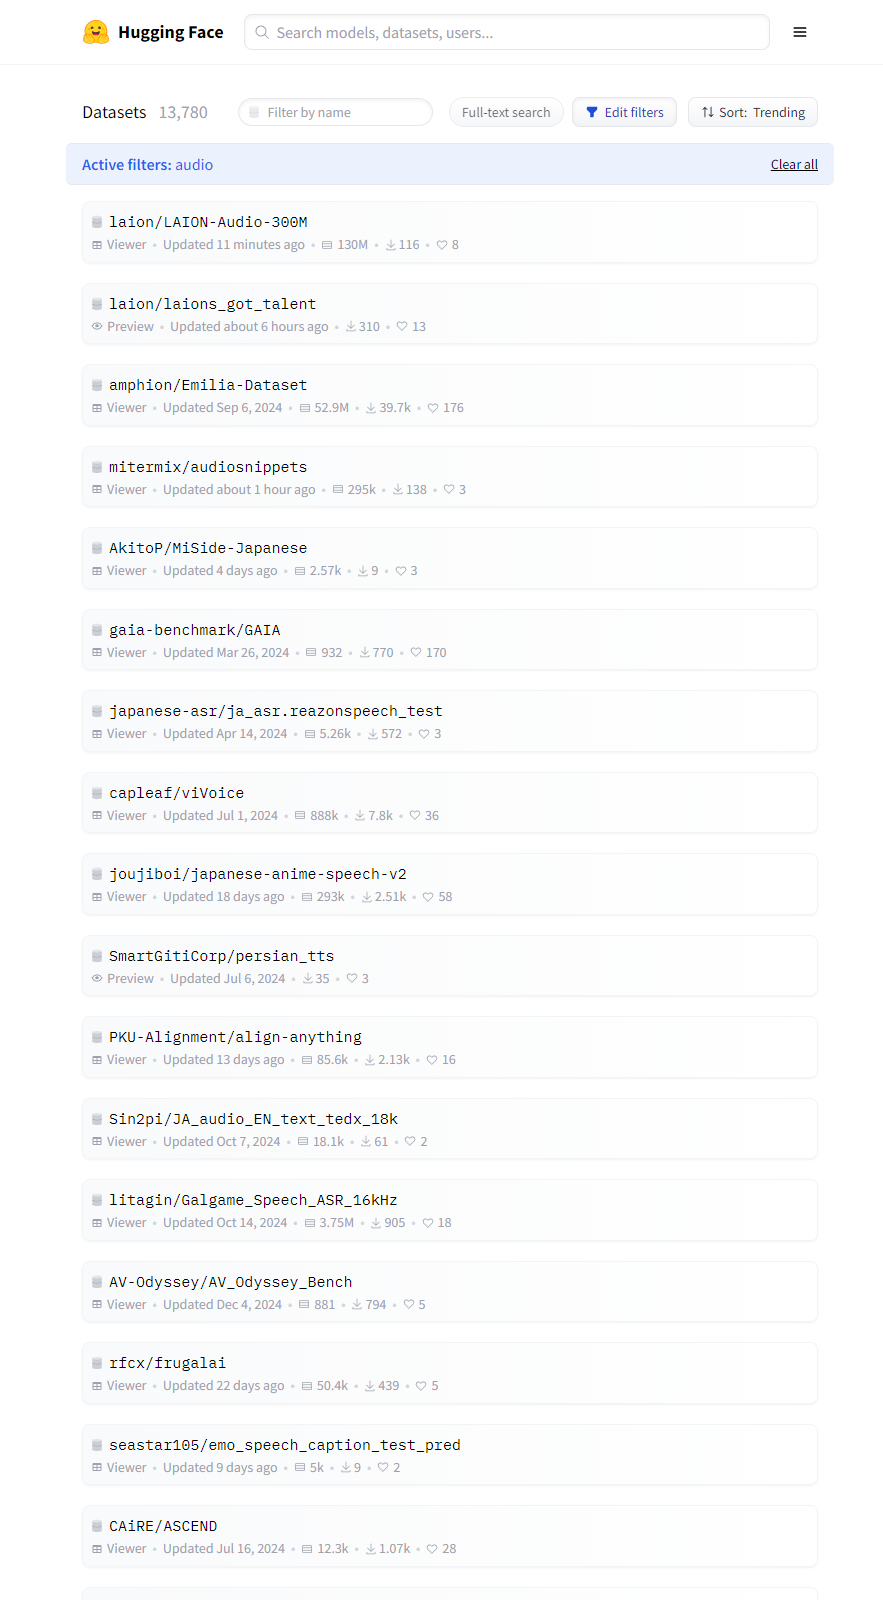 Hugging Face Search models, datasets, users...
Datasets 13,780 Filter by name Full-text search Edit filters Sort: Trending
Active filters: audio Clear all
laion/LAION-Audio-300M
Viewer • Updated 11 minutes ago • 130M • 116 • 8
laion/laions_got_talent
Preview • Updated about 6 hours ago • 310 • 13
amphion/Emilia-Dataset
Viewer • Updated Sep 6, 2024 • 52.9M • 39.7k • 176
mitermix/audiosnippets
Viewer • Updated about 1 hour ago • 295k • 138 • 3
AkitoP/MiSide-Japanese
Viewer • Updated 4 days ago • 2.57k • 9 • 3
gaia-benchmark/GAIA
Viewer • Updated Mar 26, 2024 • 932 • 770 • 170
japanese-asr/ja_asr.reazonspeech_test
Viewer • Updated Apr 14, 2024 • 5.26k • 572 • 3
capleaf/viVoice
Viewer • Updated Jul 1, 2024 • 888k • 7.8k • 36
joujiboi/japanese-anime-speech-v2
Viewer • Updated 18 days ago • 293k • 2.51k • 58
SmartGitiCorp/persian_tts
Preview • Updated Jul 6, 2024 • 35 • 3
PKU-Alignment/align-anything
Viewer • Updated 13 days ago • 85.6k • 2.13k • 16
Sin2pi/JA_audio_EN_text_tedx_18k
Viewer • Updated Oct 7, 2024 • 18.1k • 61 • 2
litagin/Galgame_Speech_ASR_16kHz
Viewer • Updated Oct 14, 2024 • 3.75M • 905 • 18
AV-Odyssey/AV_Odyssey_Bench
Viewer • Updated Dec 4, 2024 • 881 • 794 • 5
rfcx/frugalai
Viewer • Updated 22 days ago • 50.4k • 439 • 5
seastar105/emo_speech_caption_test_pred
Viewer • Updated 9 days ago • 5k • 9 • 2
CAiRE/ASCEND
Viewer • Updated Jul 16, 2024 • 12.3k • 1.07k • 28